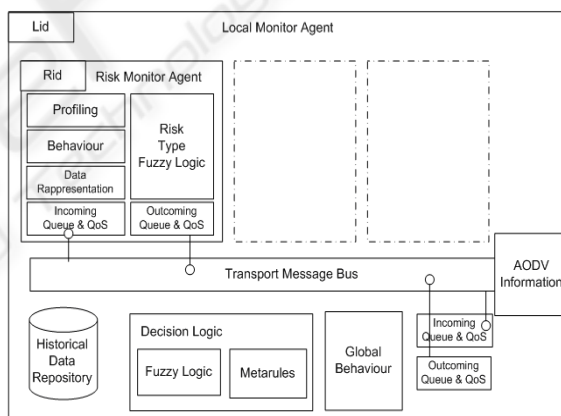 Lid
Local Monitor Agent
Rid
Risk Monitor Agent
Profiling
Behaviour
Data
Rappresentation
Incoming
Queue & QoS
Risk
Type
Fuzzy Logic
Outcoming
Queue & QoS
Transport Message Bus
AODV
Information
Historical
Data
Repository
Decision Logic
Fuzzy Logic
Metarules
Global
Behaviour
Incoming
Queue & QoS
Outcoming
Queue & QoS